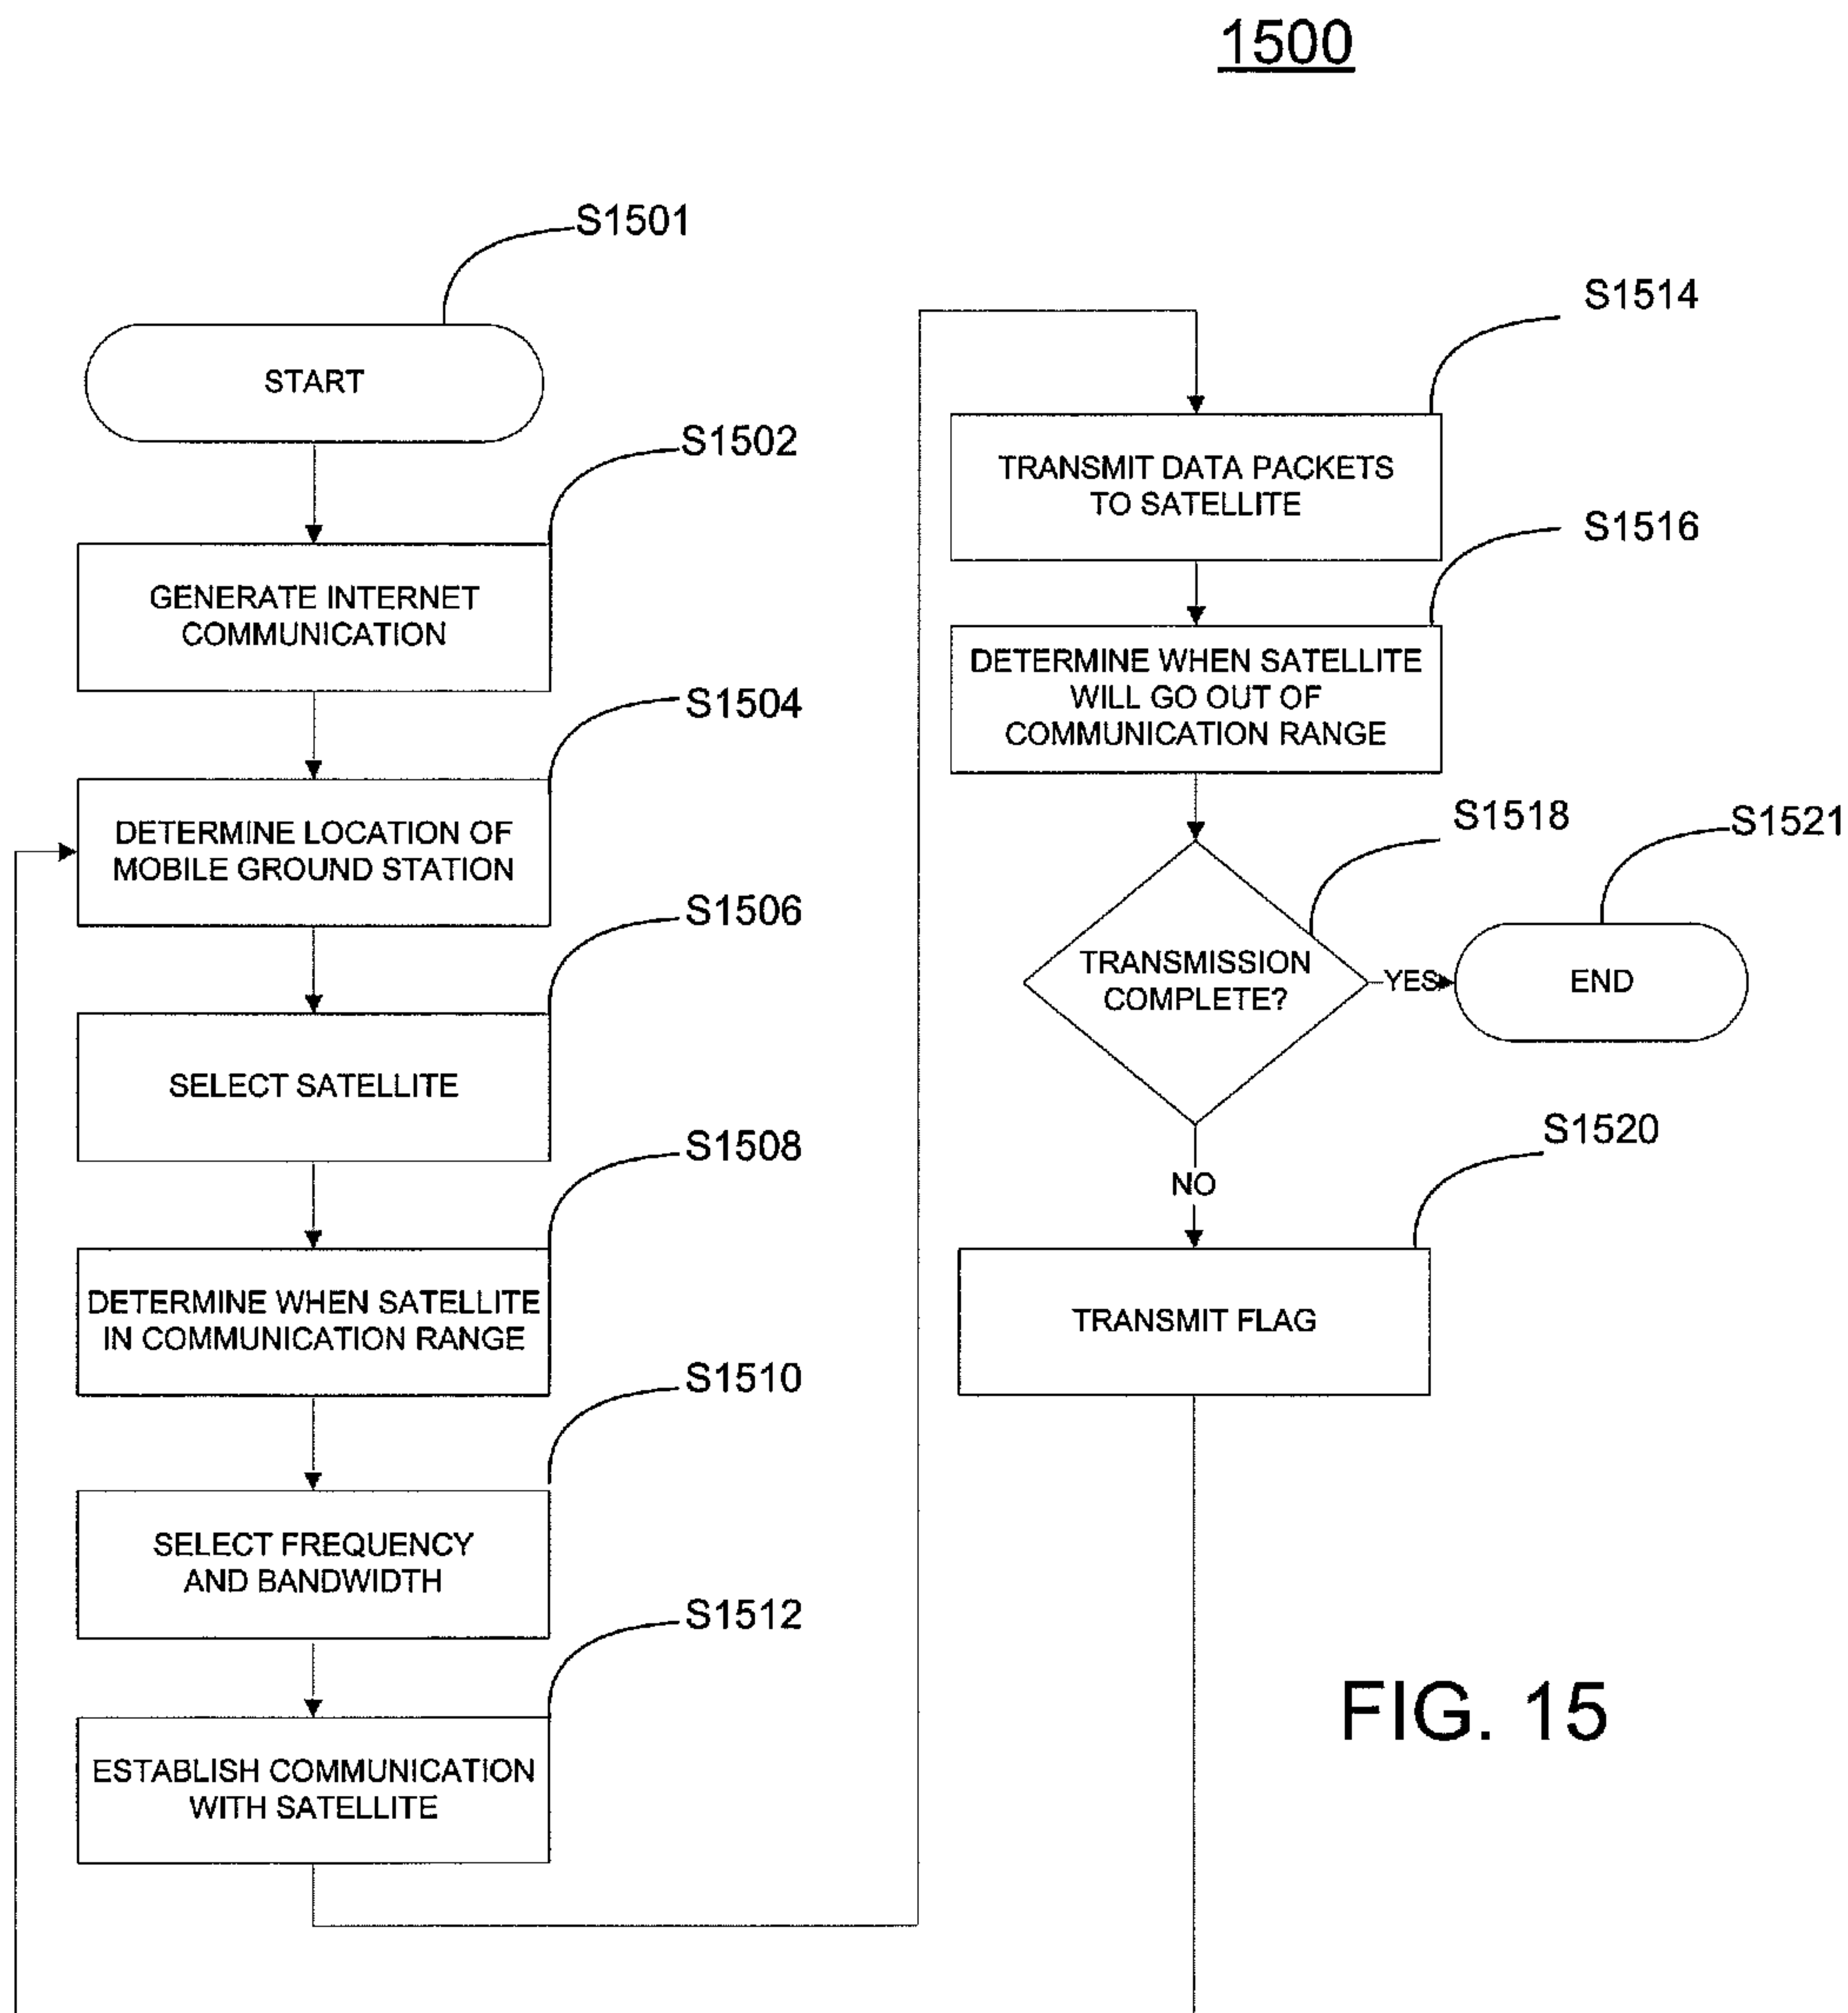 1500
S1501
START
S1502
GENERATE INTERNET
COMMUNICATION
S1504
DETERMINE LOCATION OF
MOBILE GROUND STATION
S1506
SELECT SATELLITE
S1508
DETERMINE WHEN SATELLITE
IN COMMUNICATION RANGE
S1510
SELECT FREQUENCY
AND BANDWIDTH
S1512
ESTABLISH COMMUNICATION
WITH SATELLITE
S1514
TRANSMIT DATA PACKETS
TO SATELLITE
S1516
DETERMINE WHEN SATELLITE
WILL GO OUT OF
COMMUNICATION RANGE
S1518
TRANSMISSION
COMPLETE?
YES
S1521
END
NO
S1520
TRANSMIT FLAG
FIG. 15